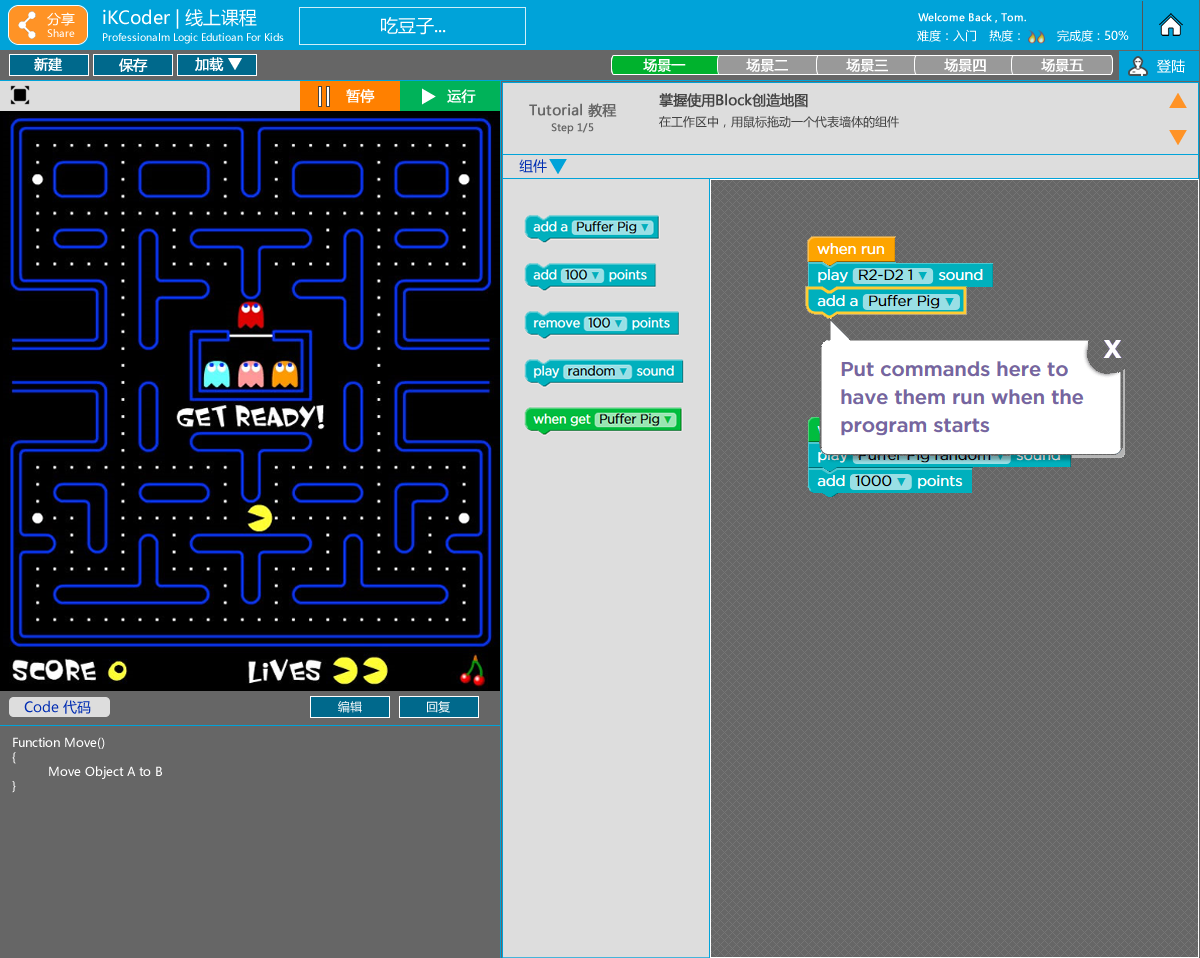 分享
Share
iKCoder | 线上课程
Professionalm Logic Edutioan For Kids
吃豆子...
Welcome Back , Tom.
难度：入门 热度： 完成度：50%
新建 保存 加载
场景一 场景二 场景三 场景四 场景五
登陆
暂停 运行
Tutorial 教程
Step 1/5
掌握使用Block创造地图
在工作区中，用鼠标拖动一个代表墙体的组件
组件
add a Puffer Pig
add 100 points
remove 100 points
play random sound
when get Puffer Pig
when run
play R2-D2 1 sound
add a Puffer Pig
Put commands here to
have them run when the
program starts
X
play Puffer Pig random sound
add 1000 points
GET READY!
SCORE 0
LIVES
Code 代码
编辑 回复
Function Move()
{
Move Object A to B
}